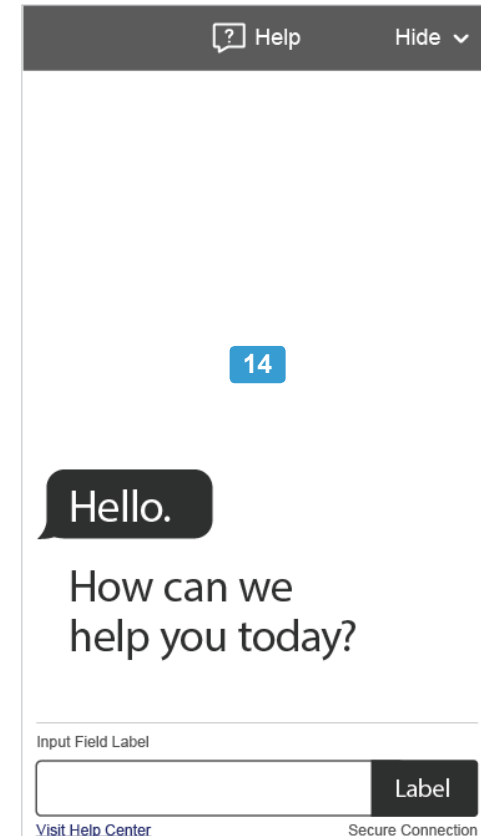 ? Help Hide
14
Hello.
How can we
help you today?
Input Field Label
Label
Visit Help Center Secure Connection